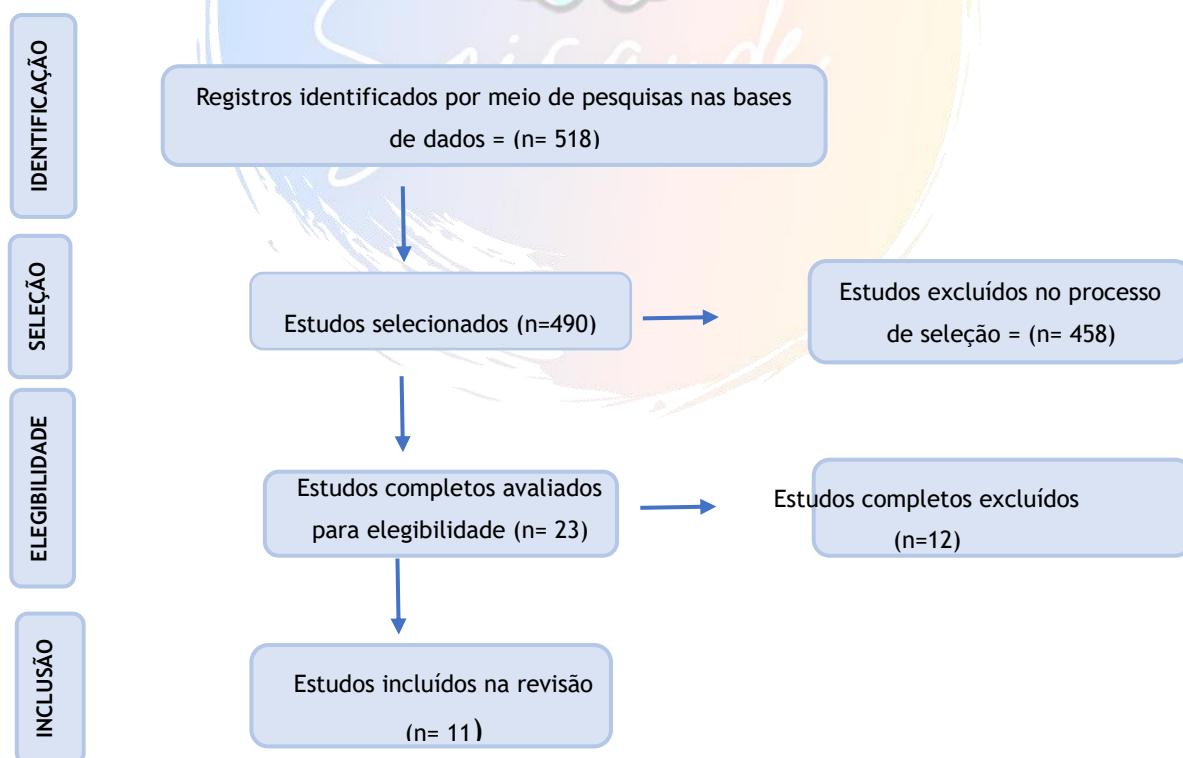 IDENTIFICAÇÃO
Registros identificados por meio de pesquisas nas bases
de dados = (n= 518)
SELEÇÃO
Estudos selecionados (n=490)
Estudos excluídos no processo
de seleção = (n= 458)
ELEGIBILIDADE
Estudos completos avaliados
para elegibilidade (n= 23)
Estudos completos excluídos
(n=12)
INCLUSÃO
Estudos incluídos na revisão
(n= 11)